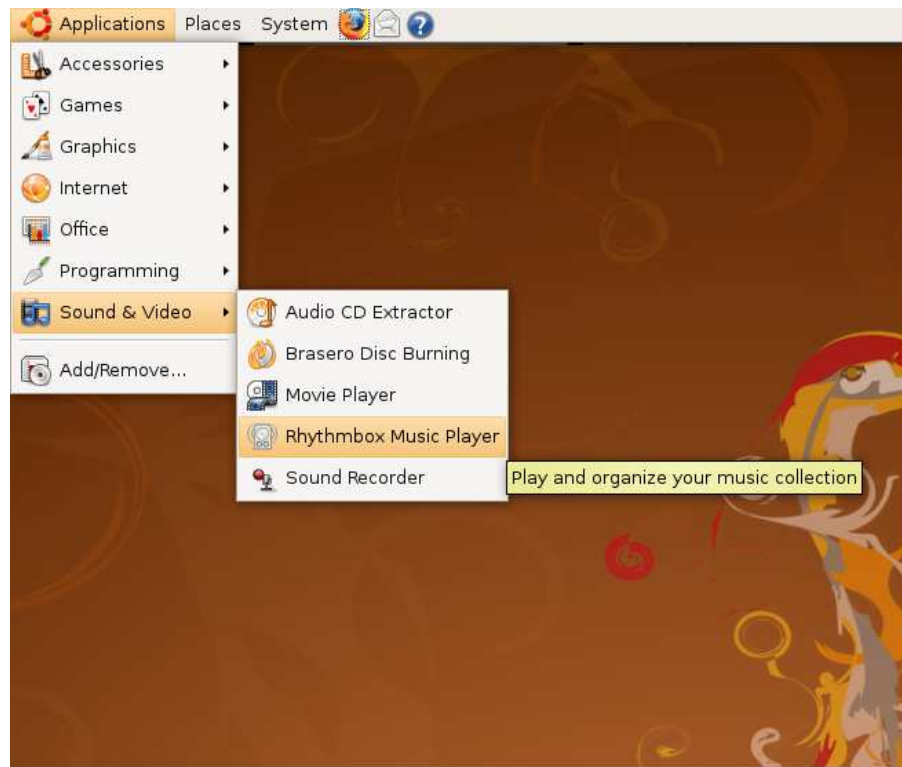 Applications Places System
Accessories
Games
Graphics
Internet
Office
Programming
Sound & Video
Add/Remove...
Audio CD Extractor
Brasero Disc Burning
Movie Player
Rhythmbox Music Player
Sound Recorder
Play and organize your music collection